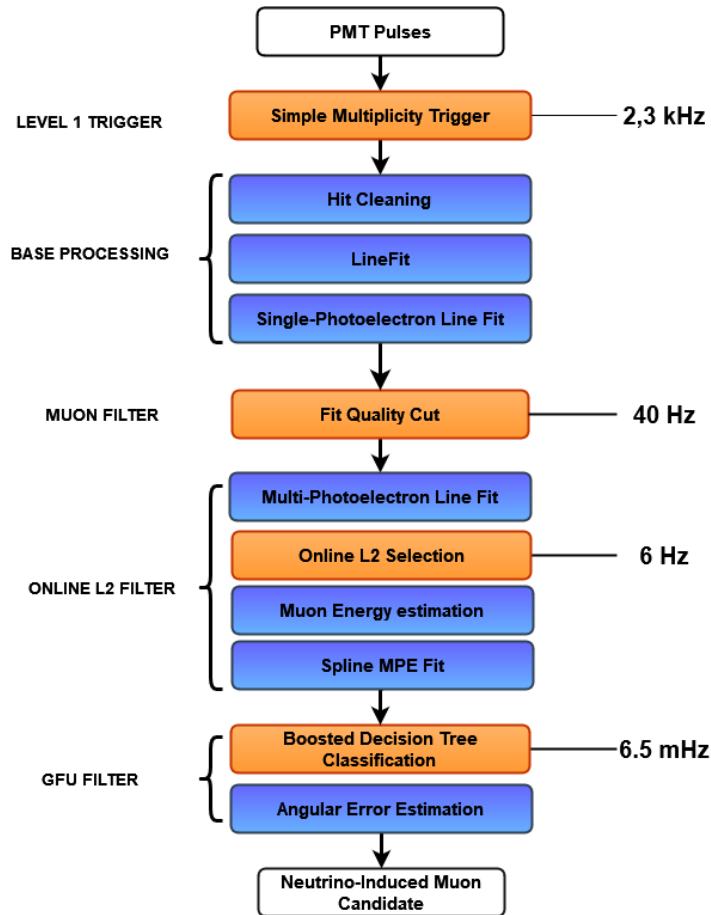 PMT Pulses
LEVEL 1 TRIGGER
Simple Multiplicity Trigger
2,3 kHz
Hit Cleaning
BASE PROCESSING
LineFit
Single-Photoelectron Line Fit
MUON FILTER
Fit Quality Cut
40 Hz
Multi-Photoelectron Line Fit
Online L2 Selection
6 Hz
ONLINE L2 FILTER
Muon Energy estimation
Spline MPE Fit
Boosted Decision Tree
Classification
6.5 mHz
GFU FILTER
Angular Error Estimation
Neutrino-Induced Muon
Candidate